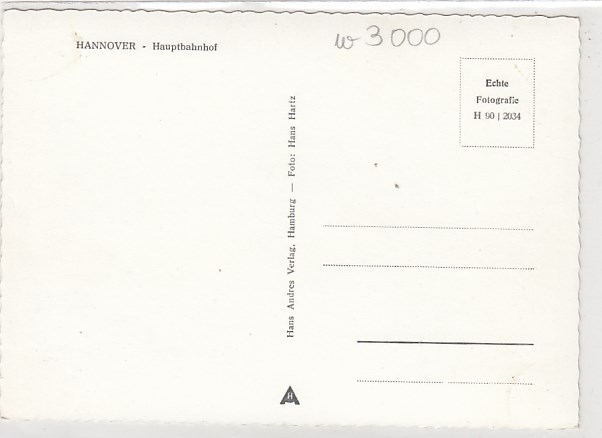 w 3000
HANNOVER - Hauptbahnhof
Echte
Fotografie
H 90 | 2034
Hans Andres Verlag, Hamburg — Foto: Hans Hartz
H